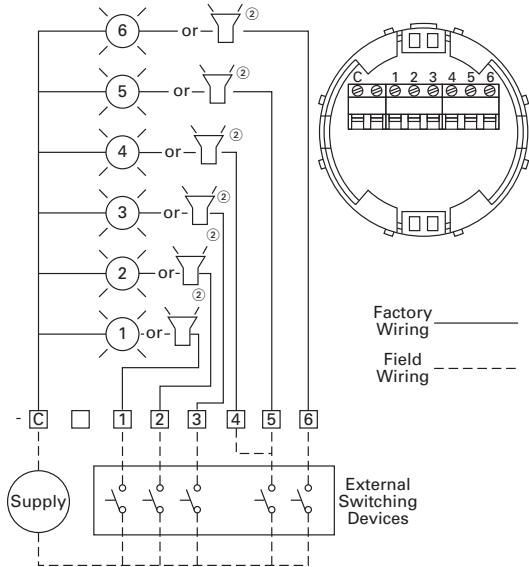 6 or ②
5 or ②
4 or ②
3 or ②
2 or ②
1 or ②
C 1 2 3 4 5 6
Factory
Wiring
Field
Wiring
- C 1 2 3 4 5 6
Supply
External
Switching
Devices